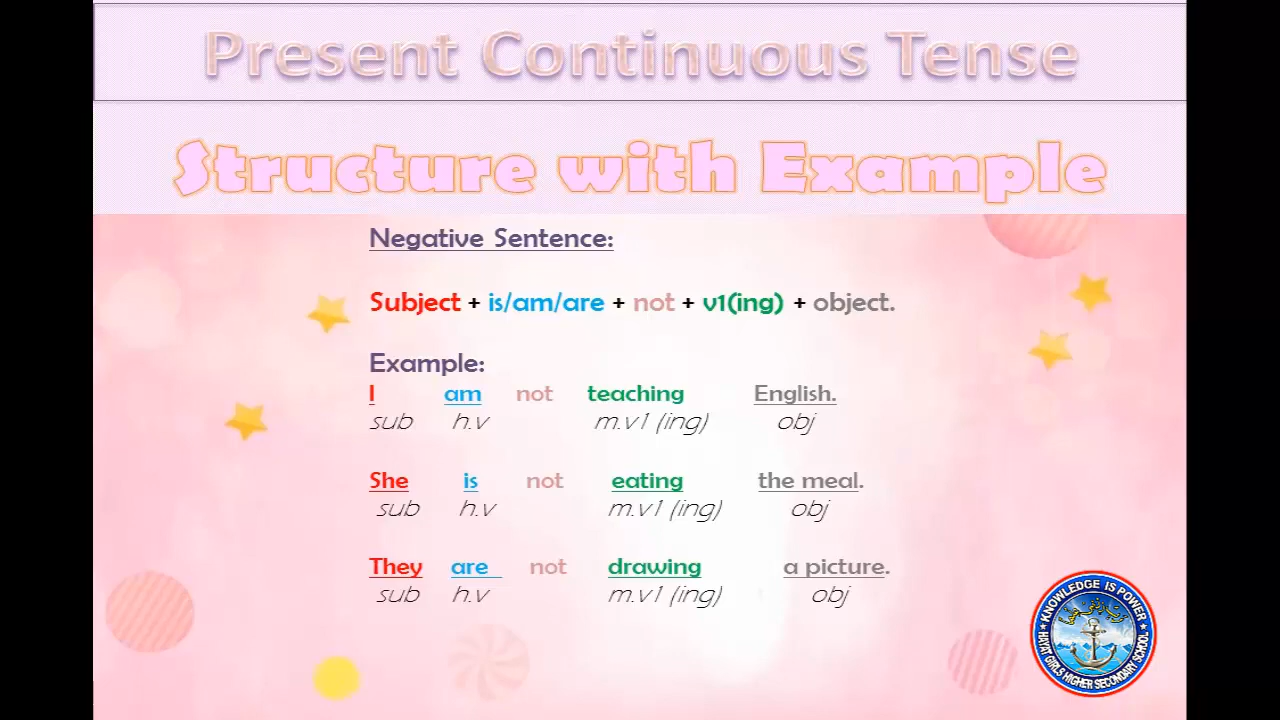 Present Continuous Tense
Structure with Example
Negative Sentence:
Subject + is/am/are + not + v1(ing) + object.
Example:
I am not teaching English.
sub h.v m.v1 (ing) obj
She is not eating the meal.
sub h.v m.v1 (ing) obj
They are not drawing a picture.
sub h.v m.v1 (ing) obj
KNOWLEDGE IS POWER
HAYAT GIRLS HIGHER SECONDARY SCHOOL